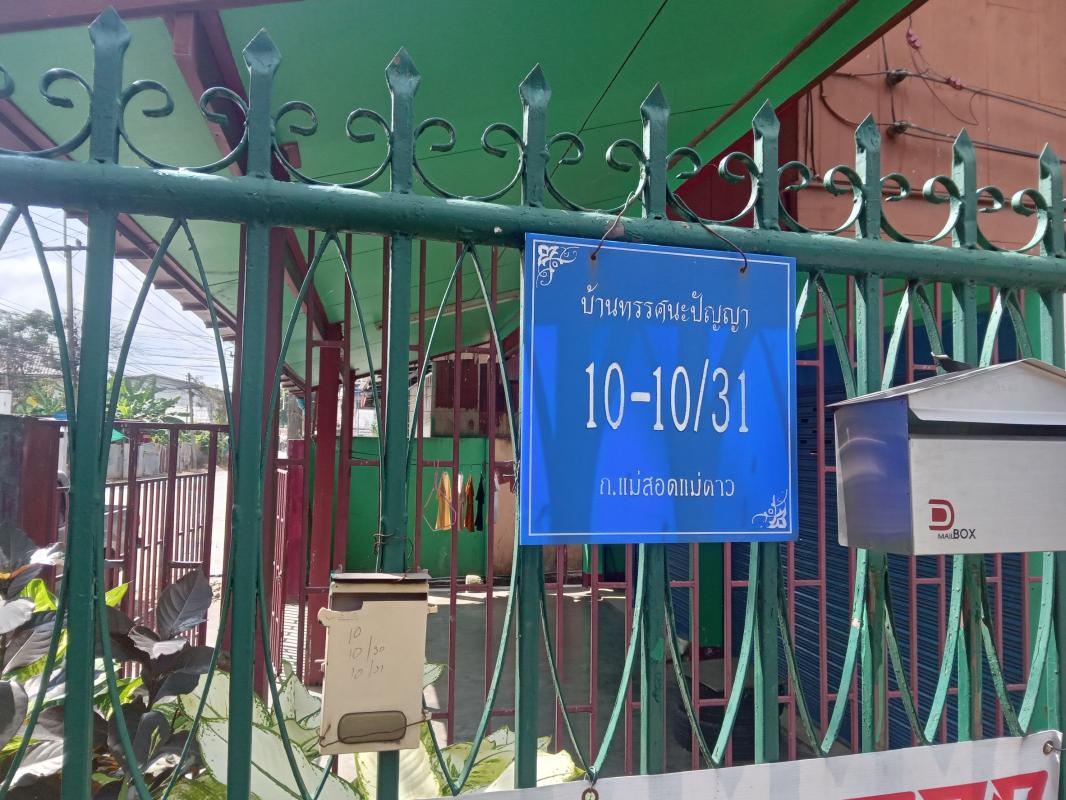 บ้านทรรศนะปัญญา
10-10/31
ถ.แม่สอดแม่ตาว
D
MAILBOX
10
10/30
10/31